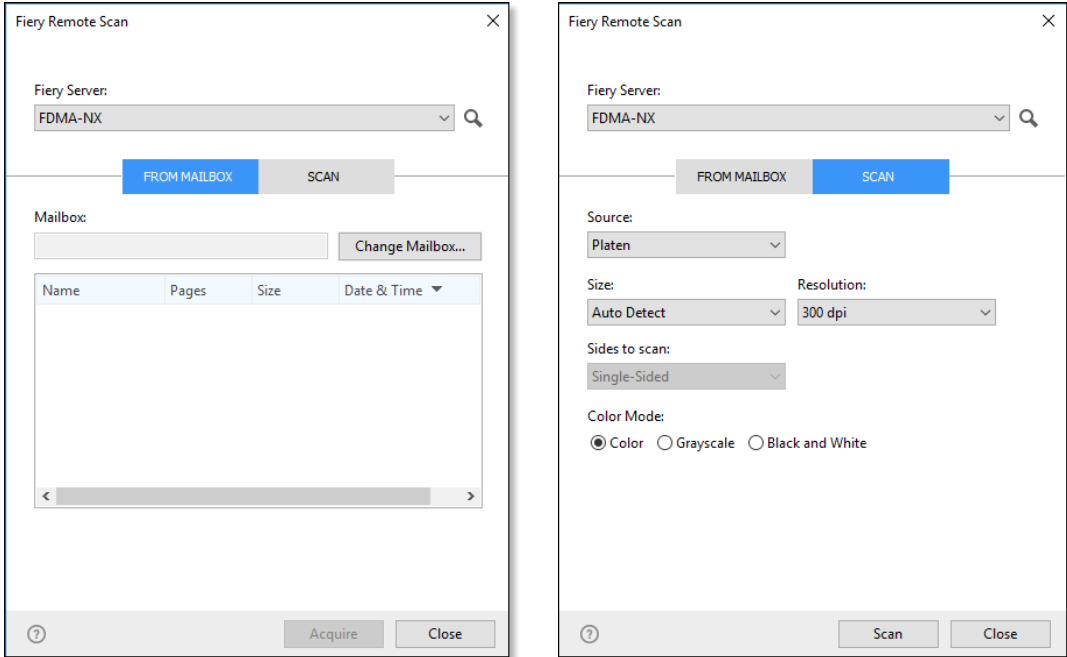 Fiery Remote Scan
Fiery Server:
FDMA-NX
FROM MAILBOX SCAN
Mailbox:
Change Mailbox...
Name Pages Size Date & Time
Acquire Close
Fiery Remote Scan
Fiery Server:
FDMA-NX
FROM MAILBOX SCAN
Source:
Platen
Size: Resolution:
Auto Detect 300 dpi
Sides to scan:
Single-Sided
Color Mode:
Color Grayscale Black and White
Scan Close